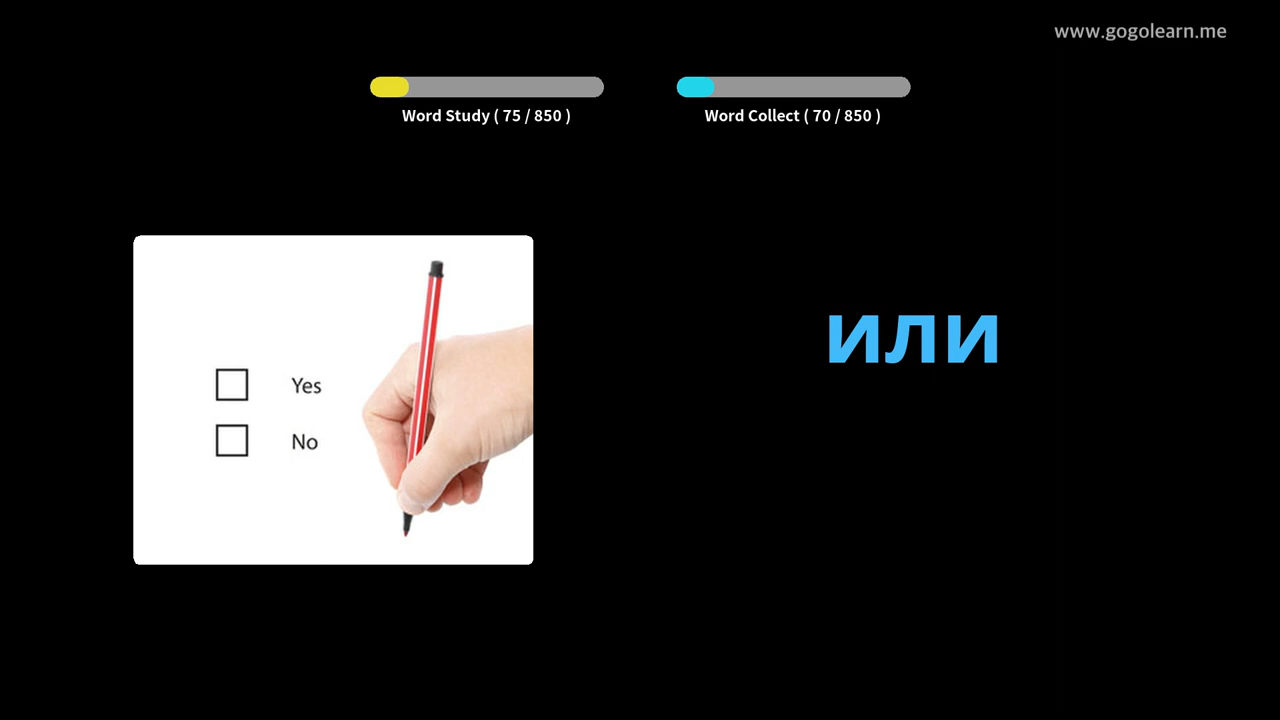 www.gogolearn.me
Word Study ( 75 / 850 )
Word Collect ( 70 / 850 )
Yes
No
или